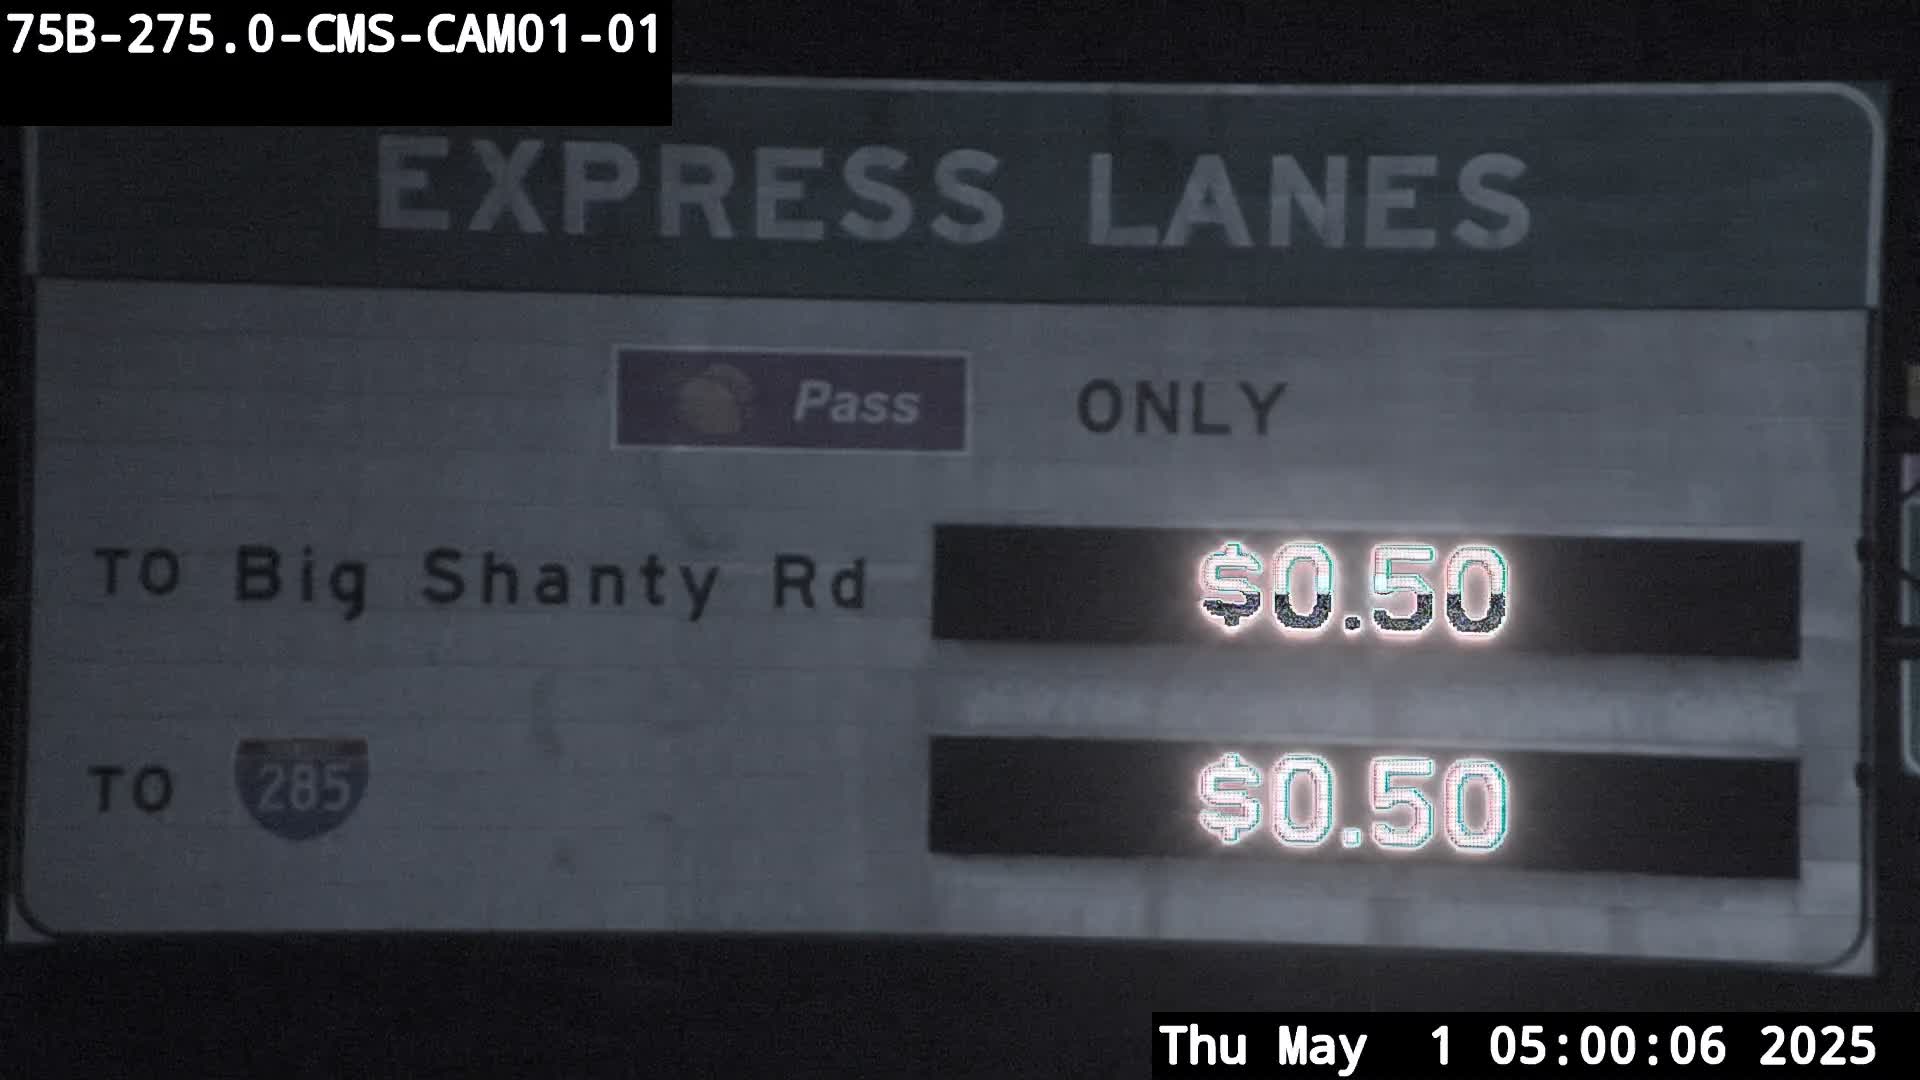 75B-275.0-CMS-CAM01-01
EXPRESS LANES
Pass ONLY
TO Big Shanty Rd $0.50
TO 285 $0.50
Thu May 1 05:00:06 2025